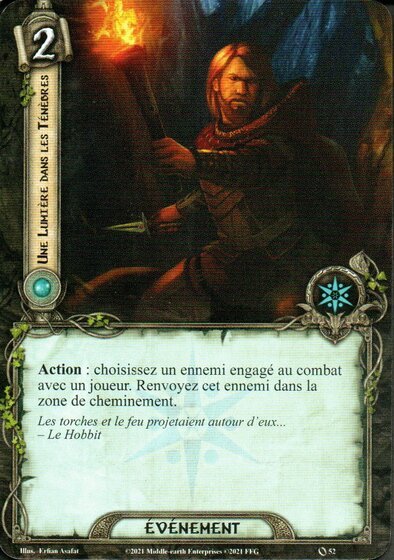 2
UNE LUMIÈRE DANS LES TÉNÈBRES
Action : choisissez un ennemi engagé au combat
avec un joueur. Renvoyez cet ennemi dans la
zone de cheminement.
Les torches et le feu projetaient autour d'eux...
– Le Hobbit
ÉVÉNEMENT
Illus. Erfian Asafat
©2021 Middle-earth Enterprises ©2021 FFG
52